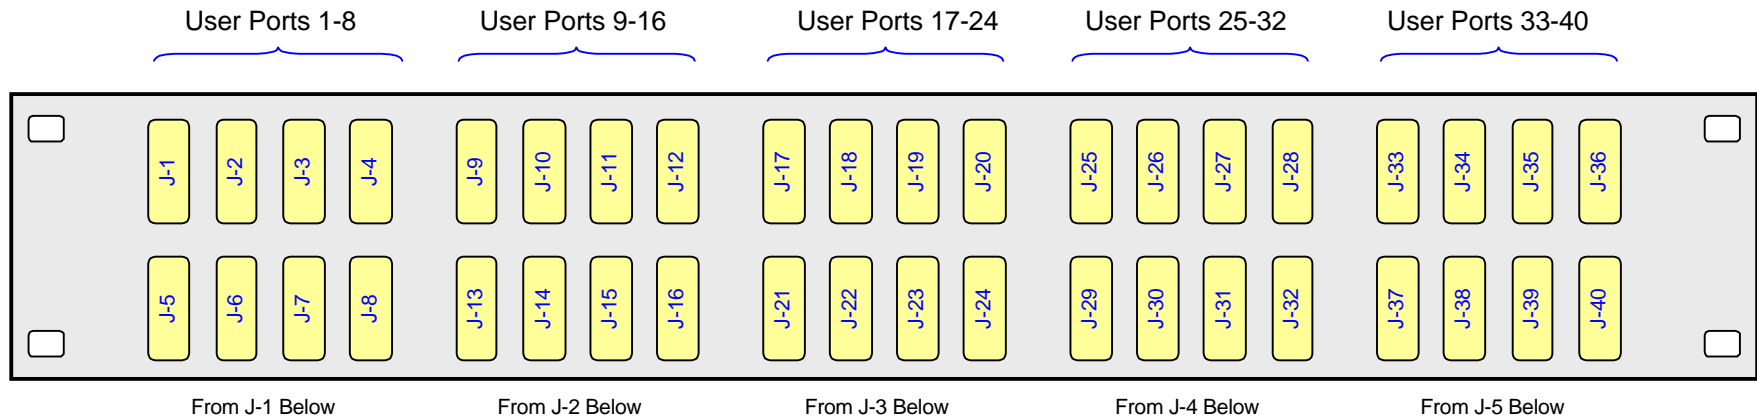 User Ports 1-8 User Ports 9-16 User Ports 17-24 User Ports 25-32 User Ports 33-40
J-1 J-2 J-3 J-4 J-9 J-10 J-11 J-12 J-17 J-18 J-19 J-20 J-25 J-26 J-27 J-28 J-33 J-34 J-35 J-36
J-5 J-6 J-7 J-8 J-13 J-14 J-15 J-16 J-21 J-22 J-23 J-24 J-29 J-30 J-31 J-32 J-37 J-38 J-39 J-40
From J-1 Below From J-2 Below From J-3 Below From J-4 Below From J-5 Below